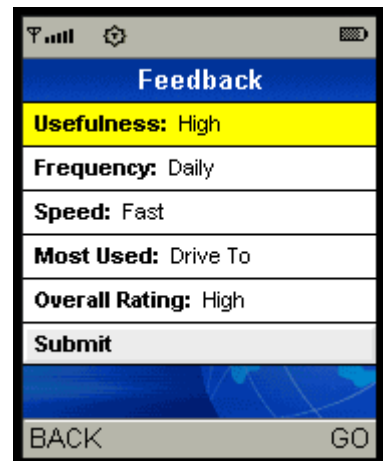 Feedback
Usefulness: High
Frequency: Daily
Speed: Fast
Most Used: Drive To
Overall Rating: High
Submit
BACK GO